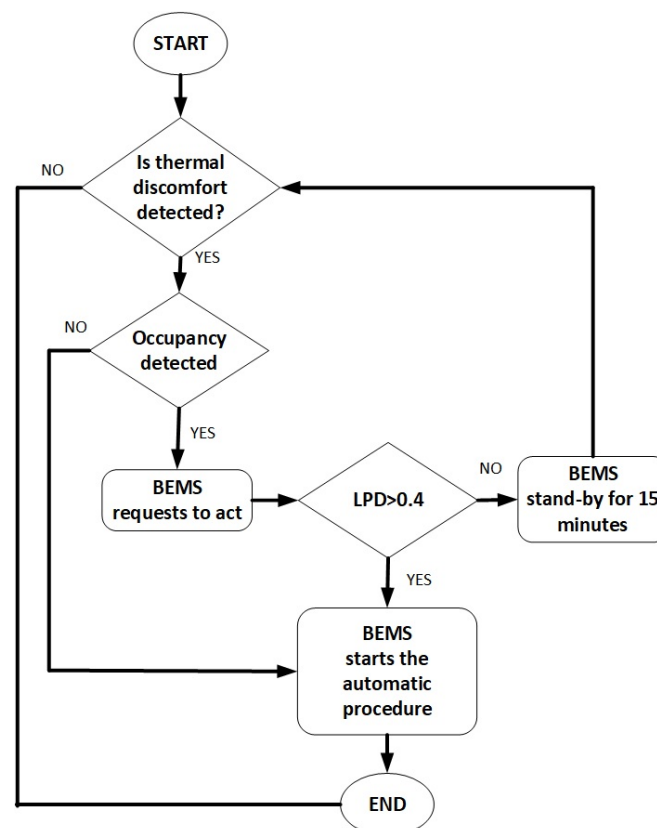 START
NO
Is thermal
discomfort
detected?
YES
NO
Occupancy
detected
YES
BEMS
requests to act
LPD>0.4
NO
BEMS
stand-by for 15
minutes
YES
BEMS
starts the
automatic
procedure
END